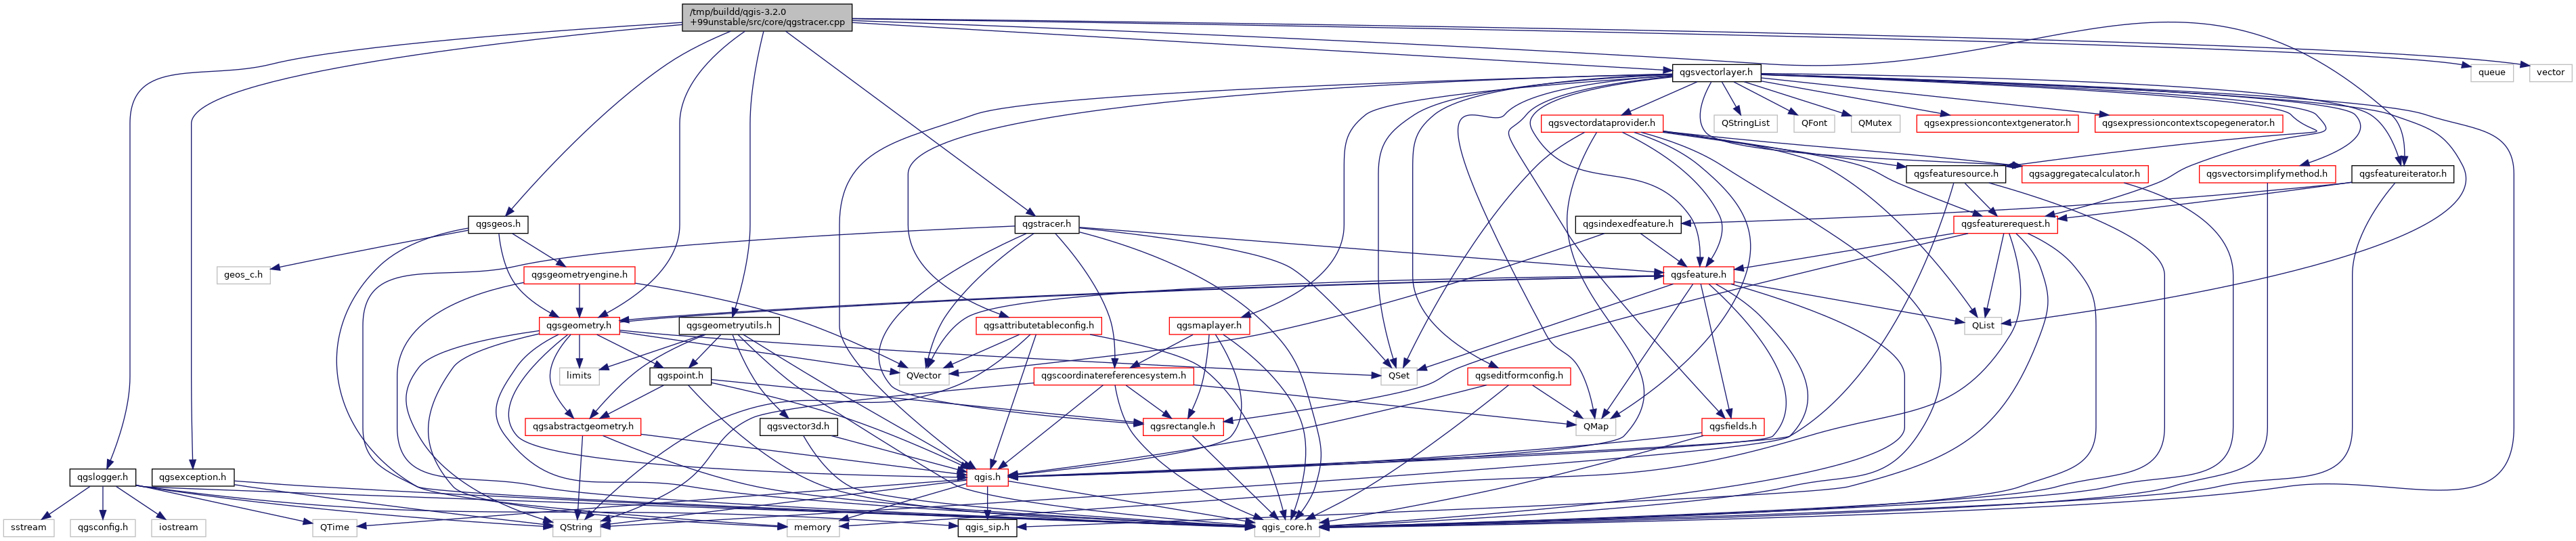 /tmp/buildd/qgis-3.2.0
+99unstable/src/core/qgstracer.cpp
qgsvectorlayer.h
queue
vector
qgsvectordataprovider.h
QStringList
QFont
QMutex
qgsexpressioncontextgenerator.h
qgsexpressioncontextscopegenerator.h
qgsfeaturesource.h
qgsaggregatecalculator.h
qgsvectorsimplifymethod.h
qgsfeatureiterator.h
qgsgeos.h
qgstracer.h
qgsindexedfeature.h
qgsfeaturerequest.h
geos_c.h
qgsgeometryengine.h
qgsfeature.h
qgsgeometry.h
qgsgeometryutils.h
qgsattributetableconfig.h
qgsmaplayer.h
QList
limits
qgspoint.h
QVector
qgscoordinatereferencesystem.h
QSet
qgseditformconfig.h
qgsabstractgeometry.h
qgsvector3d.h
qgsrectangle.h
QMap
qgsfields.h
qgslogger.h
qgsexception.h
qgis.h
sstream
qgsconfig.h
iostream
QTime
QString
memory
qgis_sip.h
qgis_core.h